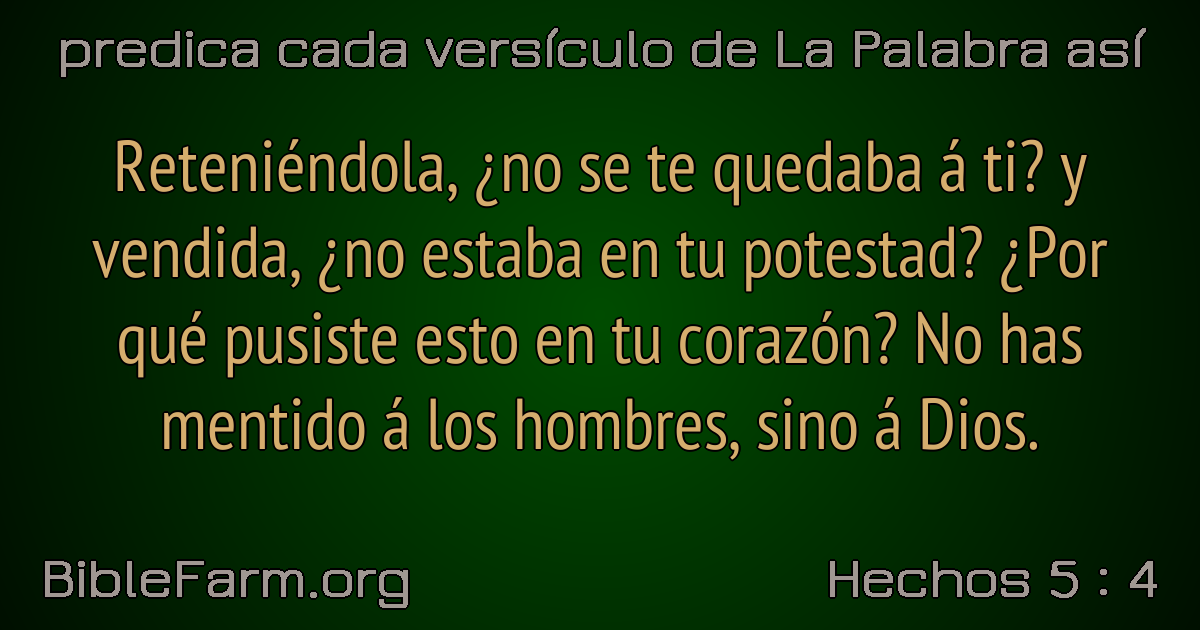 predica cada versículo de La Palabra así
Reteniéndola, ¿no se te quedaba á ti? y
vendida, ¿no estaba en tu potestad? ¿Por
qué pusiste esto en tu corazón? No has
mentido á los hombres, sino á Dios.
BibleFarm.org
Hechos 5 : 4